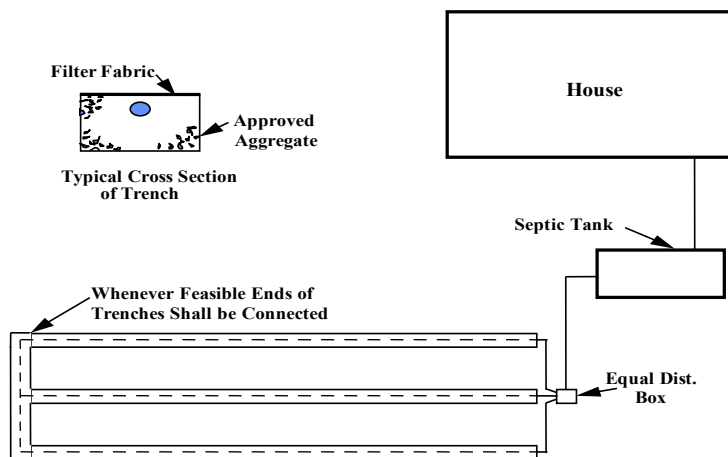 Filter Fabric
House
Approved
Aggregate
Typical Cross Section
of Trench
Septic Tank
Whenever Feasible Ends of
Trenches Shall be Connected
Equal Dist.
Box